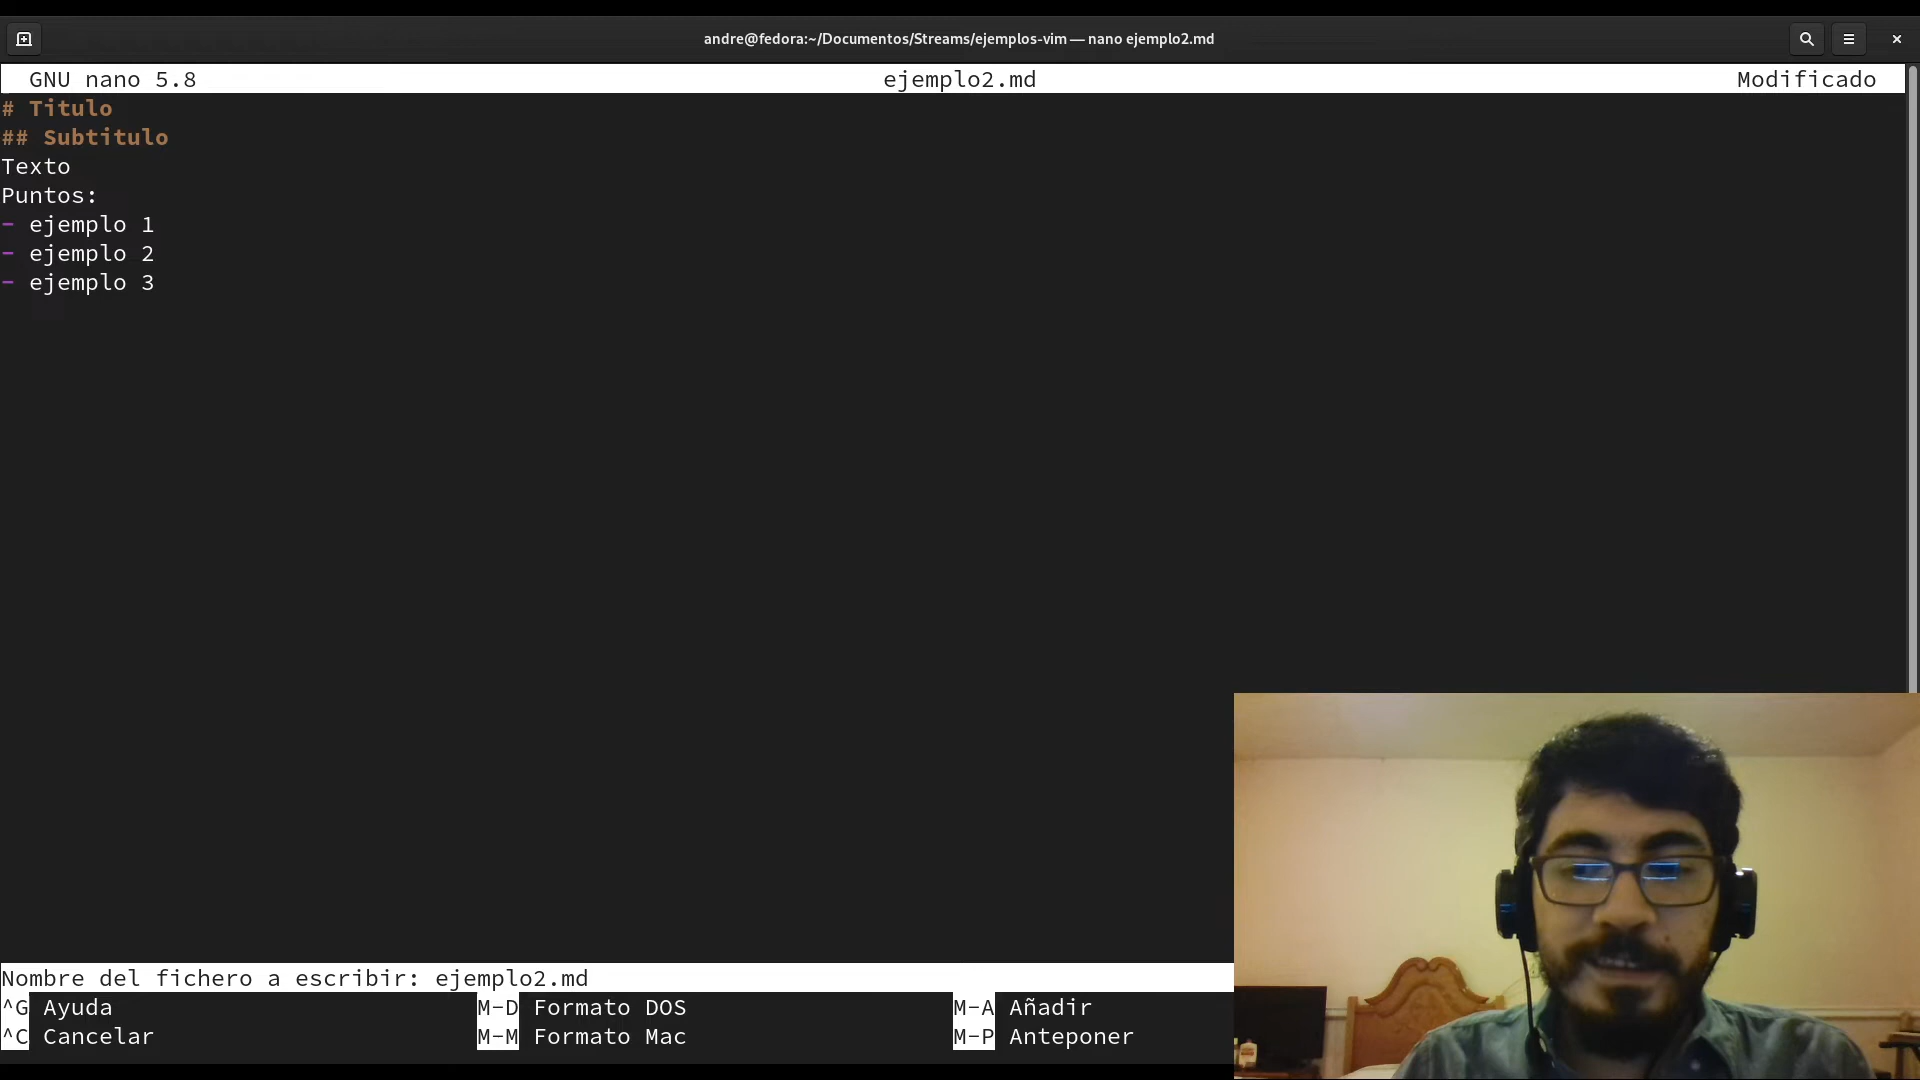 andre@fedora:~/Documentos/Streams/ejemplos-vim — nano ejemplo2.md
GNU nano 5.8 ejemplo2.md Modificado
# Titulo
## Subtitulo
Texto
Puntos:
- ejemplo 1
- ejemplo 2
- ejemplo 3
Nombre del fichero a escribir: ejemplo2.md
^G Ayuda M-D Formato DOS M-A Añadir
^C Cancelar M-M Formato Mac M-P Anteponer